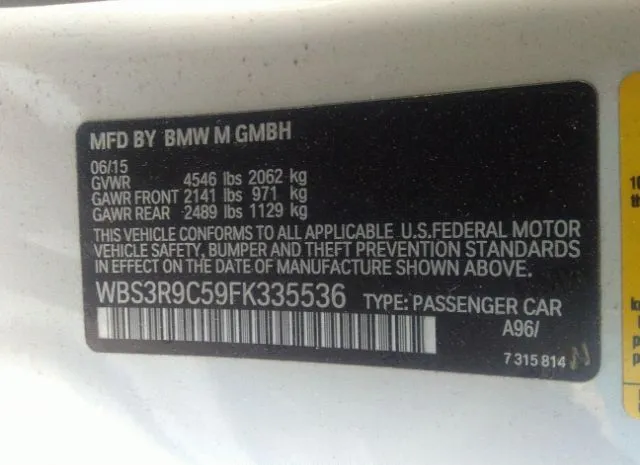 MFD BY BMW M GMBH
06/15
GVWR 4546 lbs 2062 kg
GAWR FRONT 2141 lbs 971 kg
GAWR REAR 2489 lbs 1129 kg
THIS VEHICLE CONFORMS TO ALL APPLICABLE U.S.FEDERAL MOTOR
VEHICLE SAFETY, BUMPER AND THEFT PREVENTION STANDARDS
IN EFFECT ON THE DATE OF MANUFACTURE SHOWN ABOVE.
WBS3R9C59FK335536 TYPE: PASSENGER CAR
A96/
7 315 814